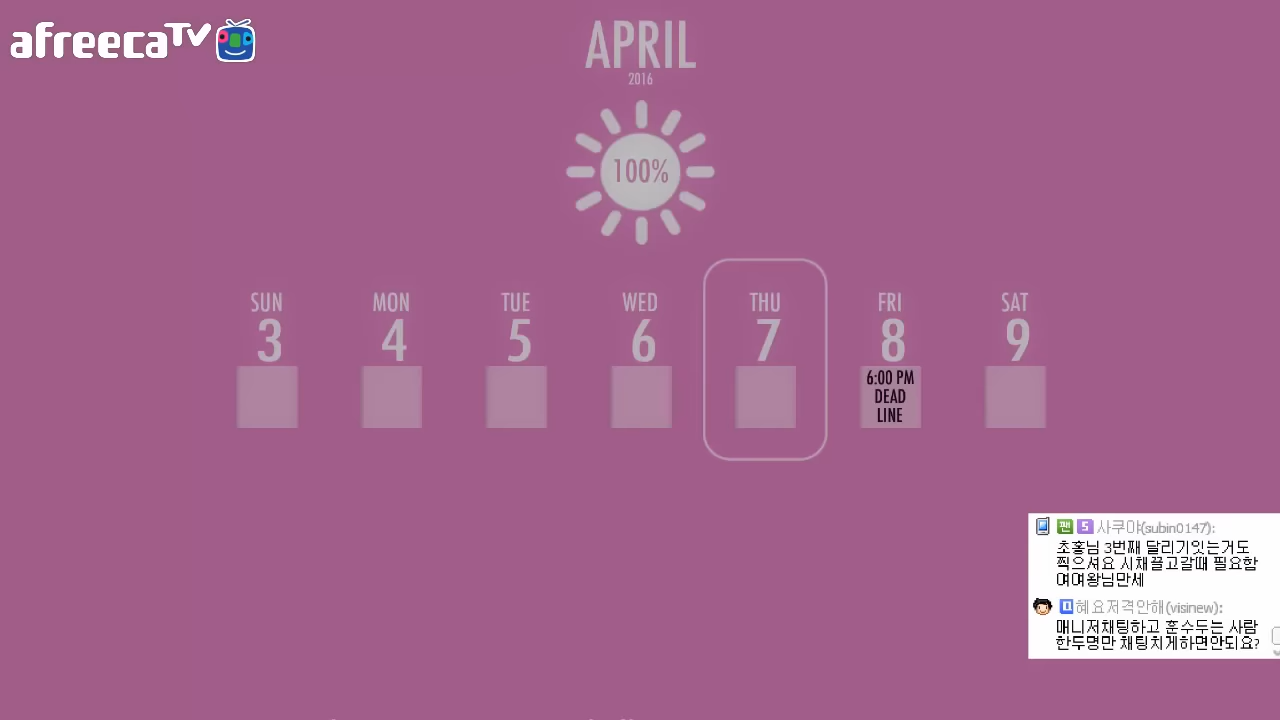 afreecaTV
APRIL
2016
100%
SUN MON TUE WED THU FRI SAT
3 4 5 6 7 8 9
6:00 PM
DEAD
LINE
팬 S 사쿠야(subin0147):
초홍님 3번째 달리기잇는거도
찍으셔요 시채끌고갈때 필요함
여여왕님만세
혜요저격안해(visinew):
매니저채팅하고 훈수두는 사람
한두명만 채팅치게하면안되요?